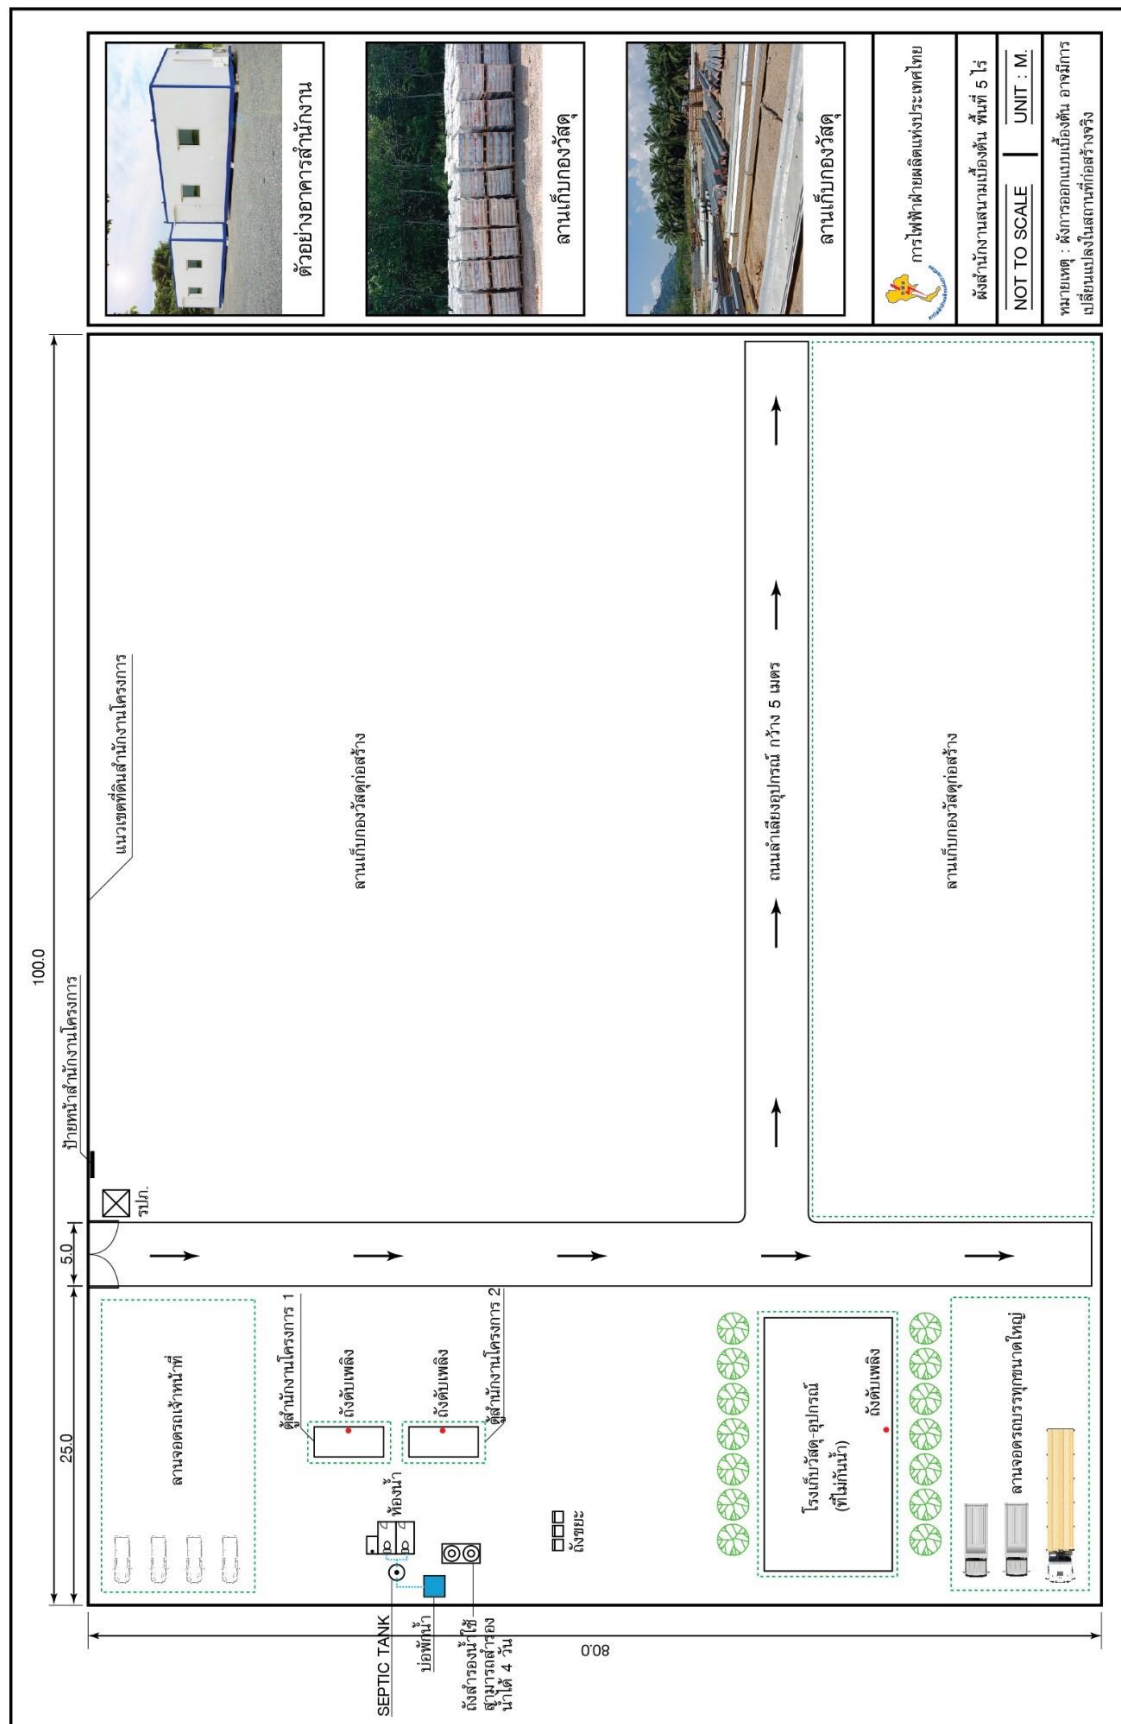 100.0
25.0
5.0
80.0
ป้ายหน้าสำนักงานโครงการ
แนวเขตที่ดินสำนักงานโครงการ
รปภ.
ลานจอดรถเจ้าหน้าที่
ตู้สำนักงานโครงการ 1
ถังดับเพลิง
ถังดับเพลิง
ตู้สำนักงานโครงการ 2
ห้องน้ำ
SEPTIC TANK
บ่อพักน้ำ
ถังสำรองน้ำใช้
สามารถสำรอง
น้ำได้ 4 วัน
ถังขยะ
โรงเก็บวัสดุ-อุปกรณ์
(ที่ไม่กันน้ำ)
ถังดับเพลิง
ลานจอดรถบรรทุกขนาดใหญ่
ลานเก็บกองวัสดุก่อสร้าง
ถนนลำเลียงอุปกรณ์ กว้าง 5 เมตร
ลานเก็บกองวัสดุก่อสร้าง
ตัวอย่างอาคารสำนักงาน
ลานเก็บกองวัสดุ
ลานเก็บกองวัสดุ
การไฟฟ้าฝ่ายผลิตแห่งประเทศไทย
ผังสำนักงานสนามเบื้องต้น พื้นที่ 5 ไร่
NOT TO SCALE
UNIT : M.
หมายเหตุ : ผังการออกแบบเบื้องต้น อาจมีการ
เปลี่ยนแปลงในสถานที่ก่อสร้างจริง